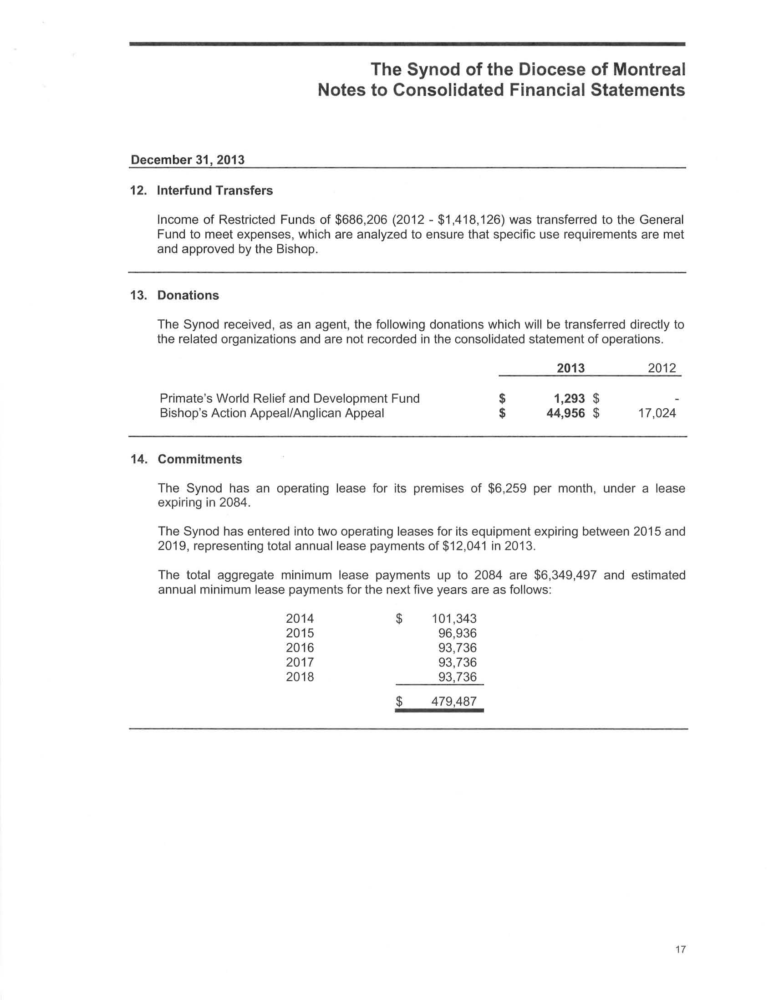 The Synod of the Diocese of Montreal
Notes to Consolidated Financial Statements
December 31, 2013
12. Interfund Transfers
Income of Restricted Funds of $686,206 (2012 - $1,418,126) was transferred to the General
Fund to meet expenses, which are analyzed to ensure that specific use requirements are met
and approved by the Bishop.
13. Donations
The Synod received, as an agent, the following donations which will be transferred directly to
the related organizations and are not recorded in the consolidated statement of operations.
2013 2012
Primate's World Relief and Development Fund $ 1,293 $ -
Bishop's Action Appeal/Anglican Appeal $ 44,956 $ 17,024
14. Commitments
The Synod has an operating lease for its premises of $6,259 per month, under a lease
expiring in 2084.
The Synod has entered into two operating leases for its equipment expiring between 2015 and
2019, representing total annual lease payments of $12,041 in 2013.
The total aggregate minimum lease payments up to 2084 are $6,349,497 and estimated
annual minimum lease payments for the next five years are as follows:
2014 $ 101,343
2015 96,936
2016 93,736
2017 93,736
2018 93,736
$ 479,487
17